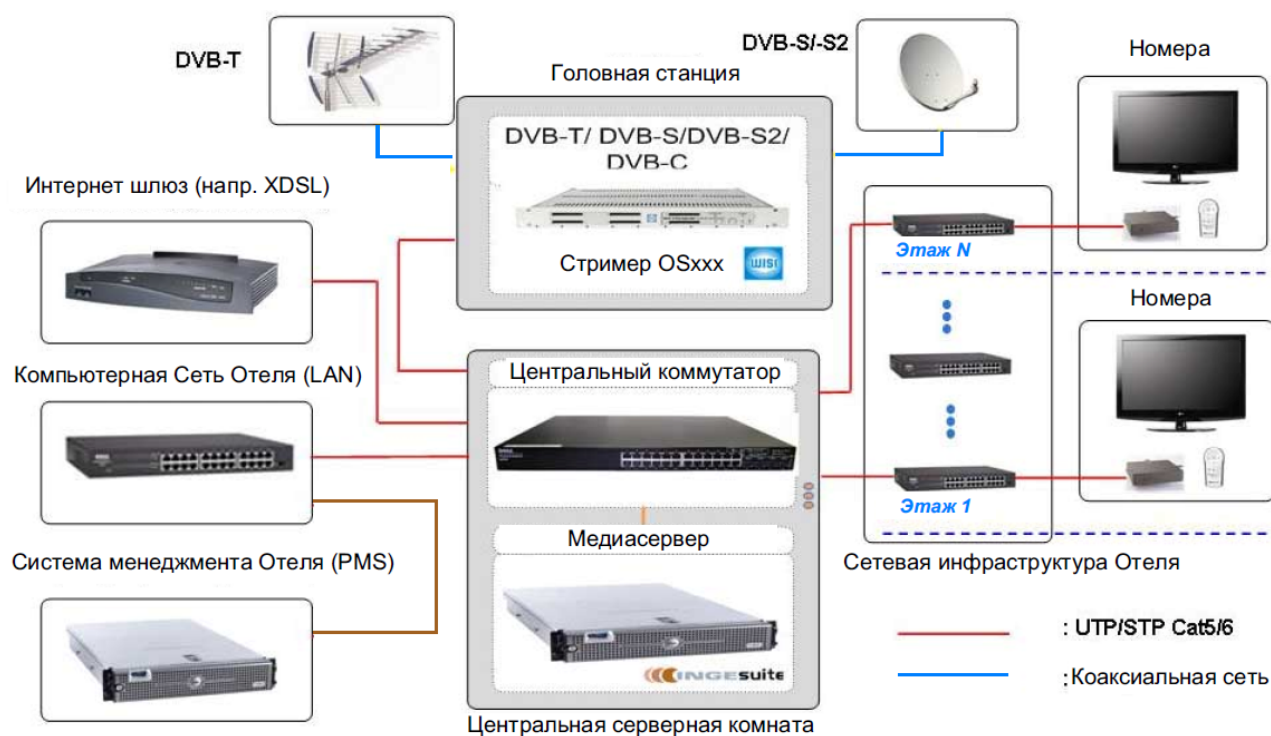 DVB-T
DVB-S/-S2
Номера
Головная станция
DVB-T/ DVB-S/DVB-S2/
DVB-C
Стример OSxxx
WISI
Интернет шлюз (напр. XDSL)
Этаж N
Номера
Компьютерная Сеть Отеля (LAN)
Центральный коммутатор
DELL
Этаж 1
Медиасервер
Система менеджмента Отеля (PMS)
Сетевая инфраструктура Отеля
INGEsuite
: UTP/STP Cat5/6
:Коаксиальная сеть
Центральная серверная комната